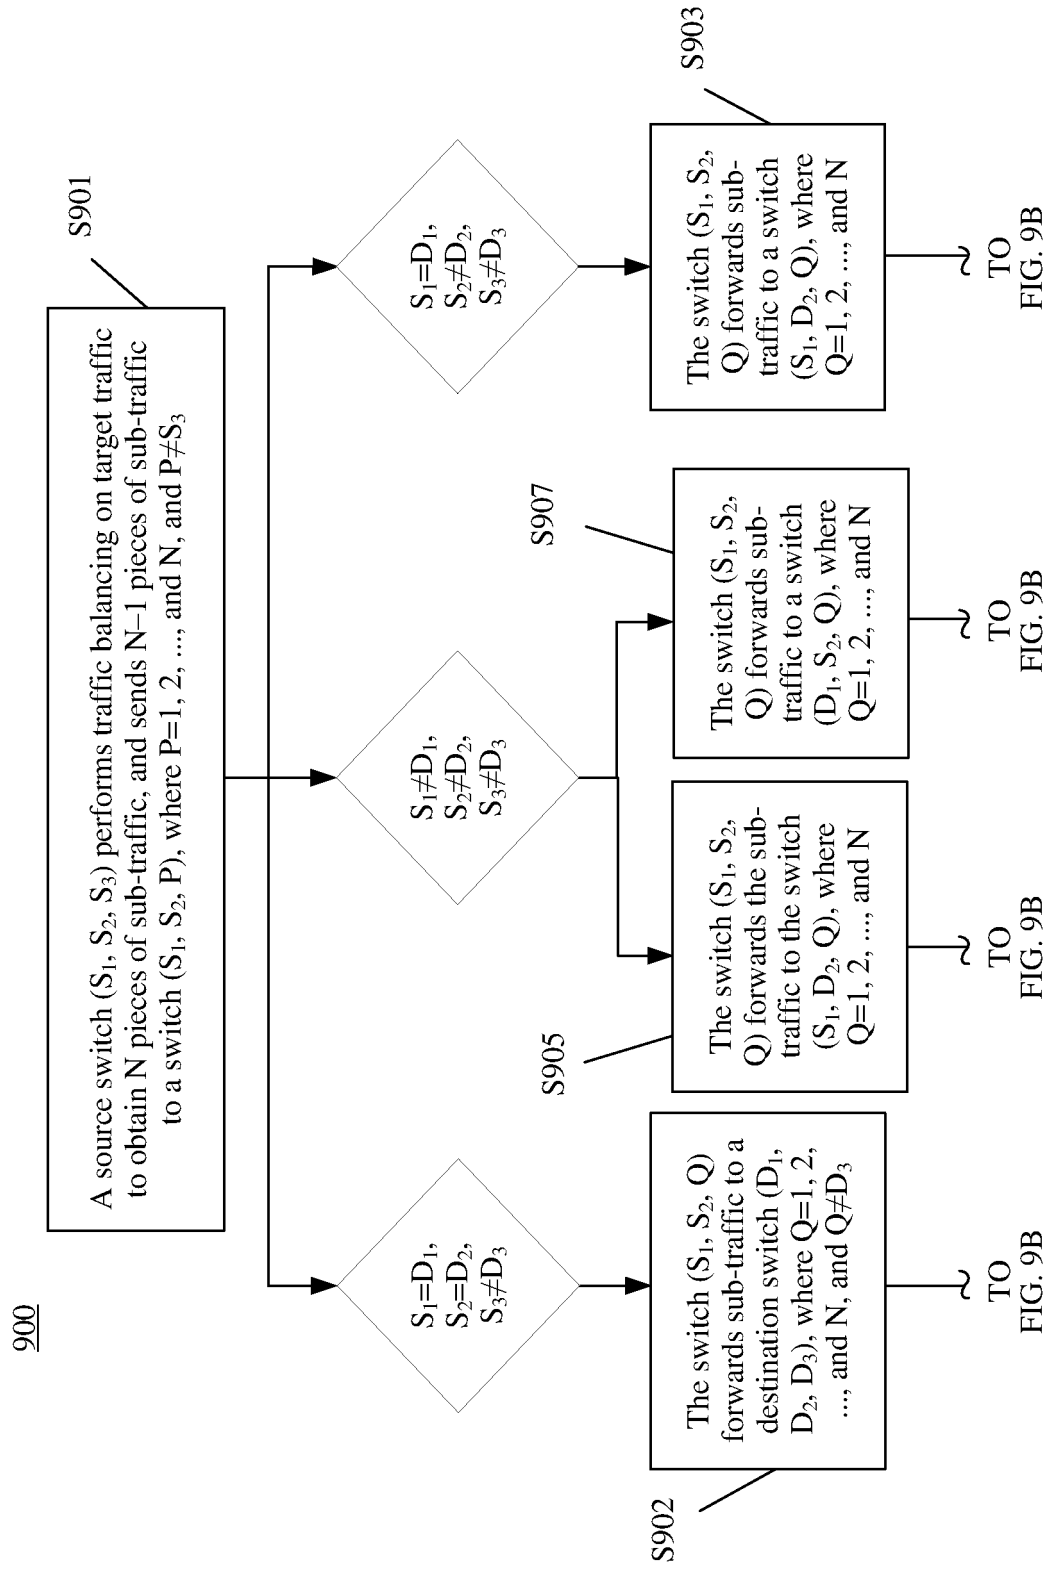 900
S901
A source switch (S₁, S₂, S₃) performs traffic balancing on target traffic
to obtain N pieces of sub-traffic, and sends N–1 pieces of sub-traffic
to a switch (S₁, S₂, P), where P=1, 2, ..., and N, and P≠S₃
S₁=D₁,
S₂=D₂,
S₃≠D₃
S₁≠D₁,
S₂≠D₂,
S₃≠D₃
S₁=D₁,
S₂≠D₂,
S₃≠D₃
S902
The switch (S₁, S₂, Q)
forwards sub-traffic to a
destination switch (D₁,
D₂, D₃), where Q=1, 2,
..., and N, and Q≠D₃
S905
The switch (S₁, S₂,
Q) forwards the sub-
traffic to the switch
(S₁, D₂, Q), where
Q=1, 2, ..., and N
S907
The switch (S₁, S₂,
Q) forwards sub-
traffic to a switch
(D₁, S₂, Q), where
Q=1, 2, ..., and N
S903
The switch (S₁, S₂,
Q) forwards sub-
traffic to a switch
(S₁, D₂, Q), where
Q=1, 2, ..., and N
TO
FIG. 9B
TO
FIG. 9B
TO
FIG. 9B
TO
FIG. 9B